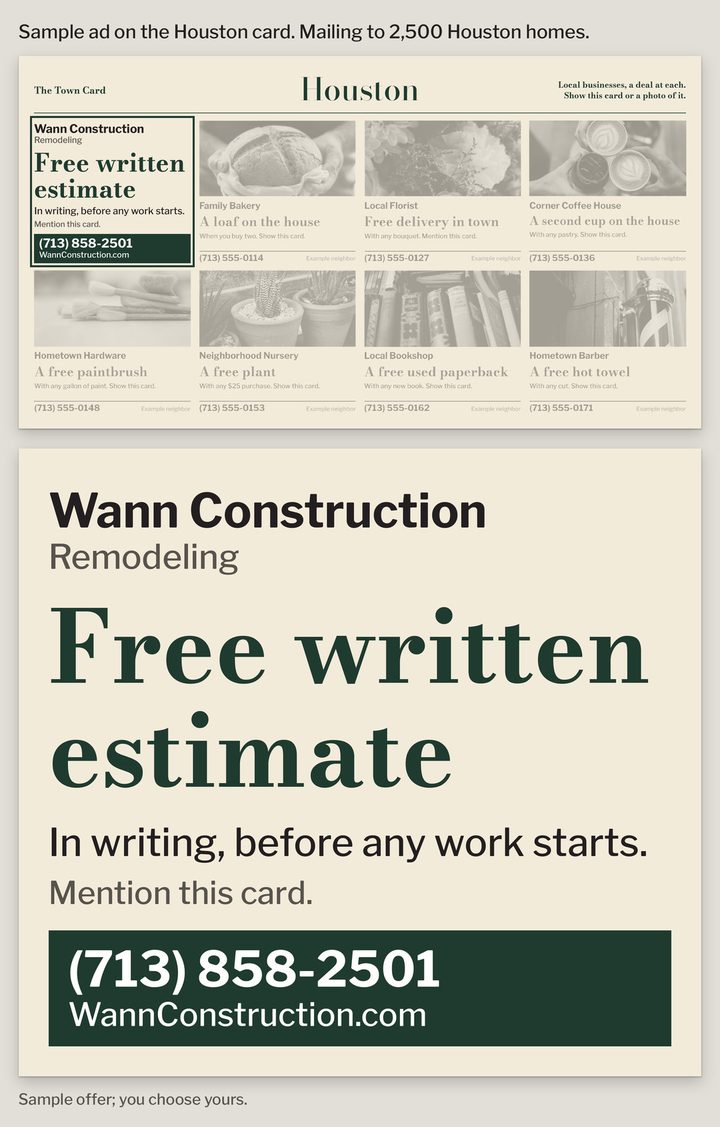 Sample ad on the Houston card. Mailing to 2,500 Houston homes.
The Town Card
Houston
Local businesses, a deal at each.
Show this card or a photo of it.
Wann Construction
Remodeling
Free written
estimate
In writing, before any work starts.
Mention this card.
(713) 858-2501
WannConstruction.com
Family Bakery
A loaf on the house
When you buy two. Show this card.
(713) 555-0114
Example neighbor
Local Florist
Free delivery in town
With any bouquet. Mention this card.
(713) 555-0127
Example neighbor
Corner Coffee House
A second cup on the house
With any pastry. Show this card.
(713) 555-0136
Example neighbor
Hometown Hardware
A free paintbrush
With any gallon of paint. Show this card.
(713) 555-0148
Example neighbor
Neighborhood Nursery
A free plant
With any $25 purchase. Show this card.
(713) 555-0153
Example neighbor
Local Bookshop
A free used paperback
With any new book. Show this card.
(713) 555-0162
Example neighbor
Hometown Barber
A free hot towel
With any cut. Show this card.
(713) 555-0171
Example neighbor
Wann Construction
Remodeling
Free written
estimate
In writing, before any work starts.
Mention this card.
(713) 858-2501
WannConstruction.com
Sample offer; you choose yours.